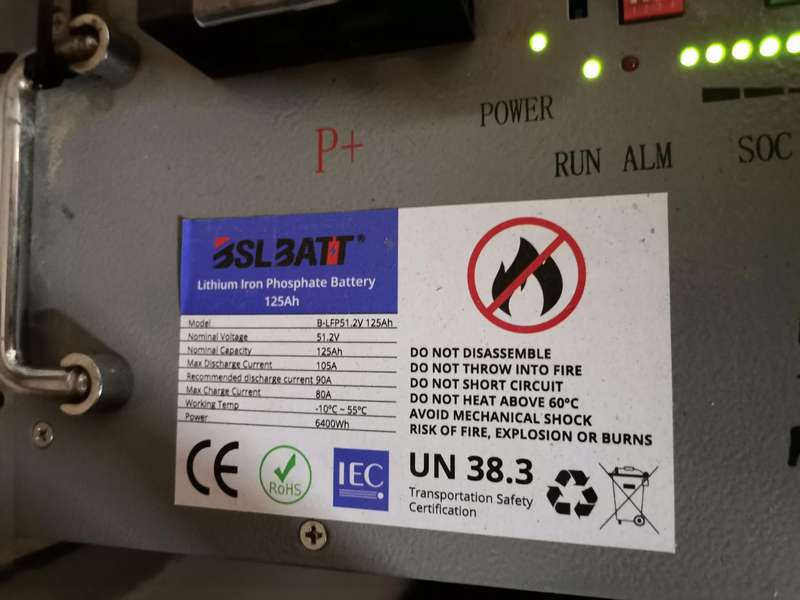 POWER
P+
RUN ALM SOC
BSLBATT®
Lithium Iron Phosphate Battery
125Ah
Model B-LFP51.2V 125Ah
Nominal Voltage 51.2V
Nominal Capacity 125Ah
Max Discharge Current 105A
Recommended discharge current 90A
Max Charge Current 80A
Working Temp -10°C ~ 55°C
Power 6400Wh
DO NOT DISASSEMBLE
DO NOT THROW INTO FIRE
DO NOT SHORT CIRCUIT
DO NOT HEAT ABOVE 60°C
AVOID MECHANICAL SHOCK
RISK OF FIRE, EXPLOSION OR BURNS
CE
RoHS
IEC
UN 38.3
Transportation Safety
Certification